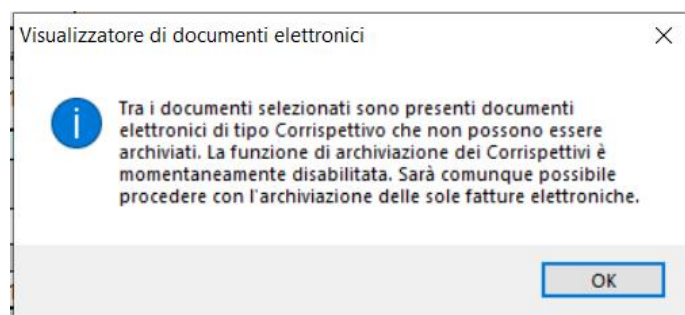 Visualizzatore di documenti elettronici
Tra i documenti selezionati sono presenti documenti
elettronici di tipo Corrispettivo che non possono essere
archiviati. La funzione di archiviazione dei Corrispettivi è
momentaneamente disabilitata. Sarà comunque possibile
procedere con l'archiviazione delle sole fatture elettroniche.
OK